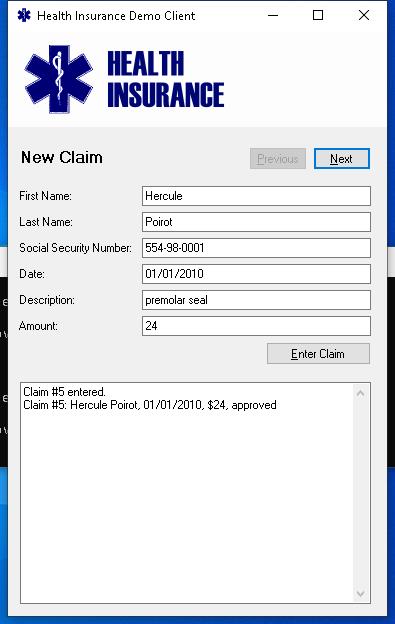 Health Insurance Demo Client
HEALTH
INSURANCE
New Claim
Previous
Next
First Name:
Hercule
Last Name:
Poirot
Social Security Number:
554-98-0001
Date:
01/01/2010
Description:
premolar seal
Amount:
24
Enter Claim
Claim #5 entered.
Claim #5: Hercule Poirot, 01/01/2010, $24, approved